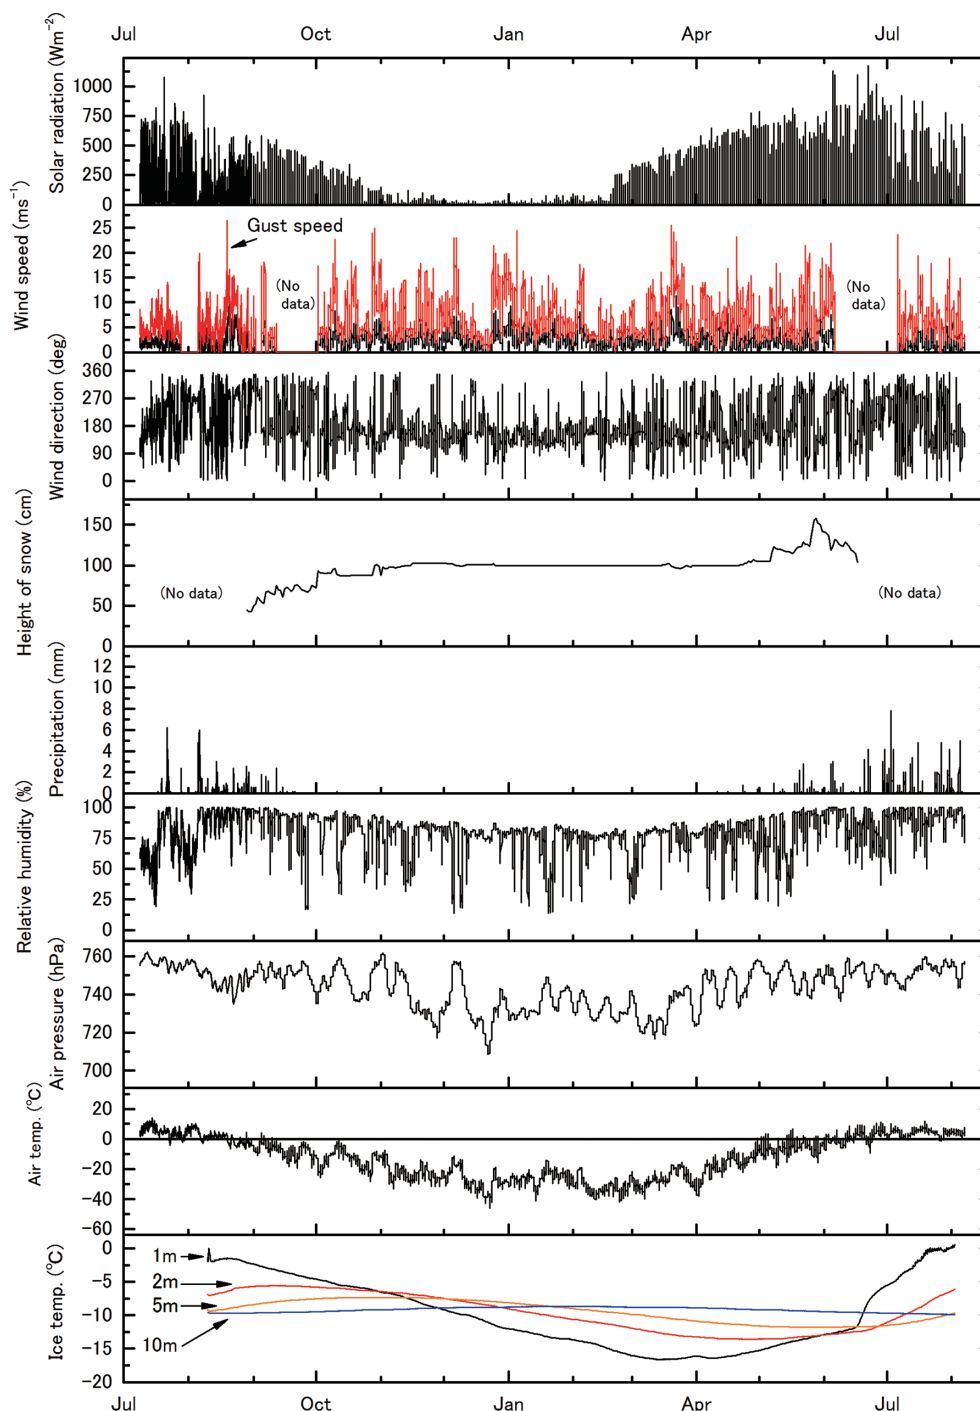 Jul Oct Jan Apr Jul
Solar radiation (Wm⁻²)
1000
750
500
250
0
Wind speed (ms⁻¹)
25
20
15
10
5
0
Gust speed
(No
data)
(No
data)
Wind direction (deg)
360
270
180
90
0
Height of snow (cm)
150
100
50
0
(No data)
(No data)
Precipitation (mm)
12
10
8
6
4
2
0
Relative humidity (%)
100
75
50
25
0
Air pressure (hPa)
760
740
720
700
Air temp. (°C)
20
0
-20
-40
-60
Ice temp. (°C)
0
-5
-10
-15
-20
1m
2m
5m
10m
Jul Oct Jan Apr Jul